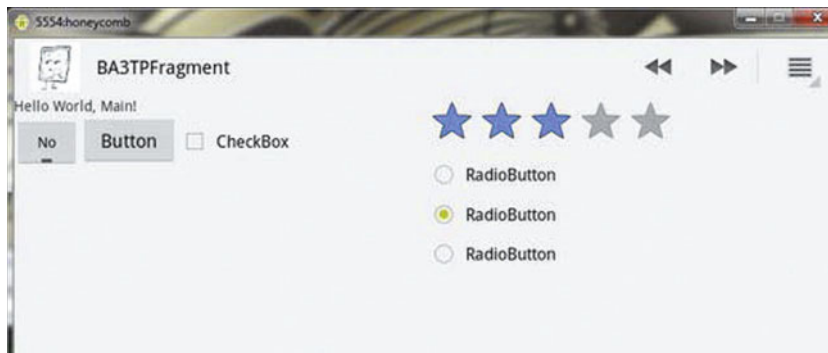 5554:honeycomb
BA3TPFragment
Hello World, Main!
No
Button
CheckBox
RadioButton
RadioButton
RadioButton